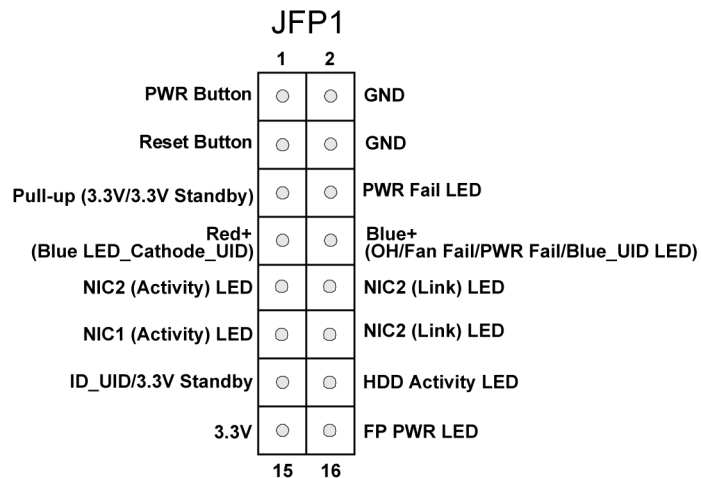 JFP1
1 2
PWR Button GND
Reset Button GND
Pull-up (3.3V/3.3V Standby) PWR Fail LED
Red+ Blue+
(Blue LED_Cathode_UID) (OH/Fan Fail/PWR Fail/Blue_UID LED)
NIC2 (Activity) LED NIC2 (Link) LED
NIC1 (Activity) LED NIC2 (Link) LED
ID_UID/3.3V Standby HDD Activity LED
3.3V FP PWR LED
15 16